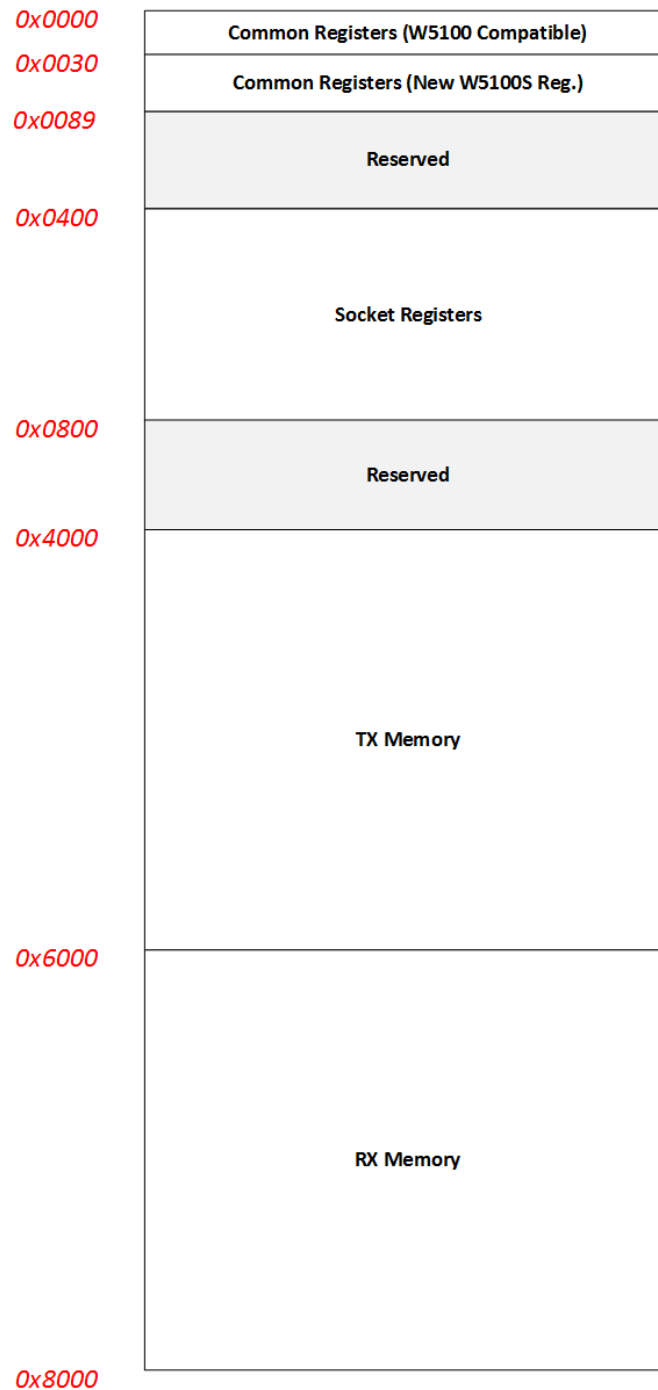 0x0000
Common Registers (W5100 Compatible)
0x0030
Common Registers (New W5100S Reg.)
0x0089
Reserved
0x0400
Socket Registers
0x0800
Reserved
0x4000
TX Memory
0x6000
RX Memory
0x8000